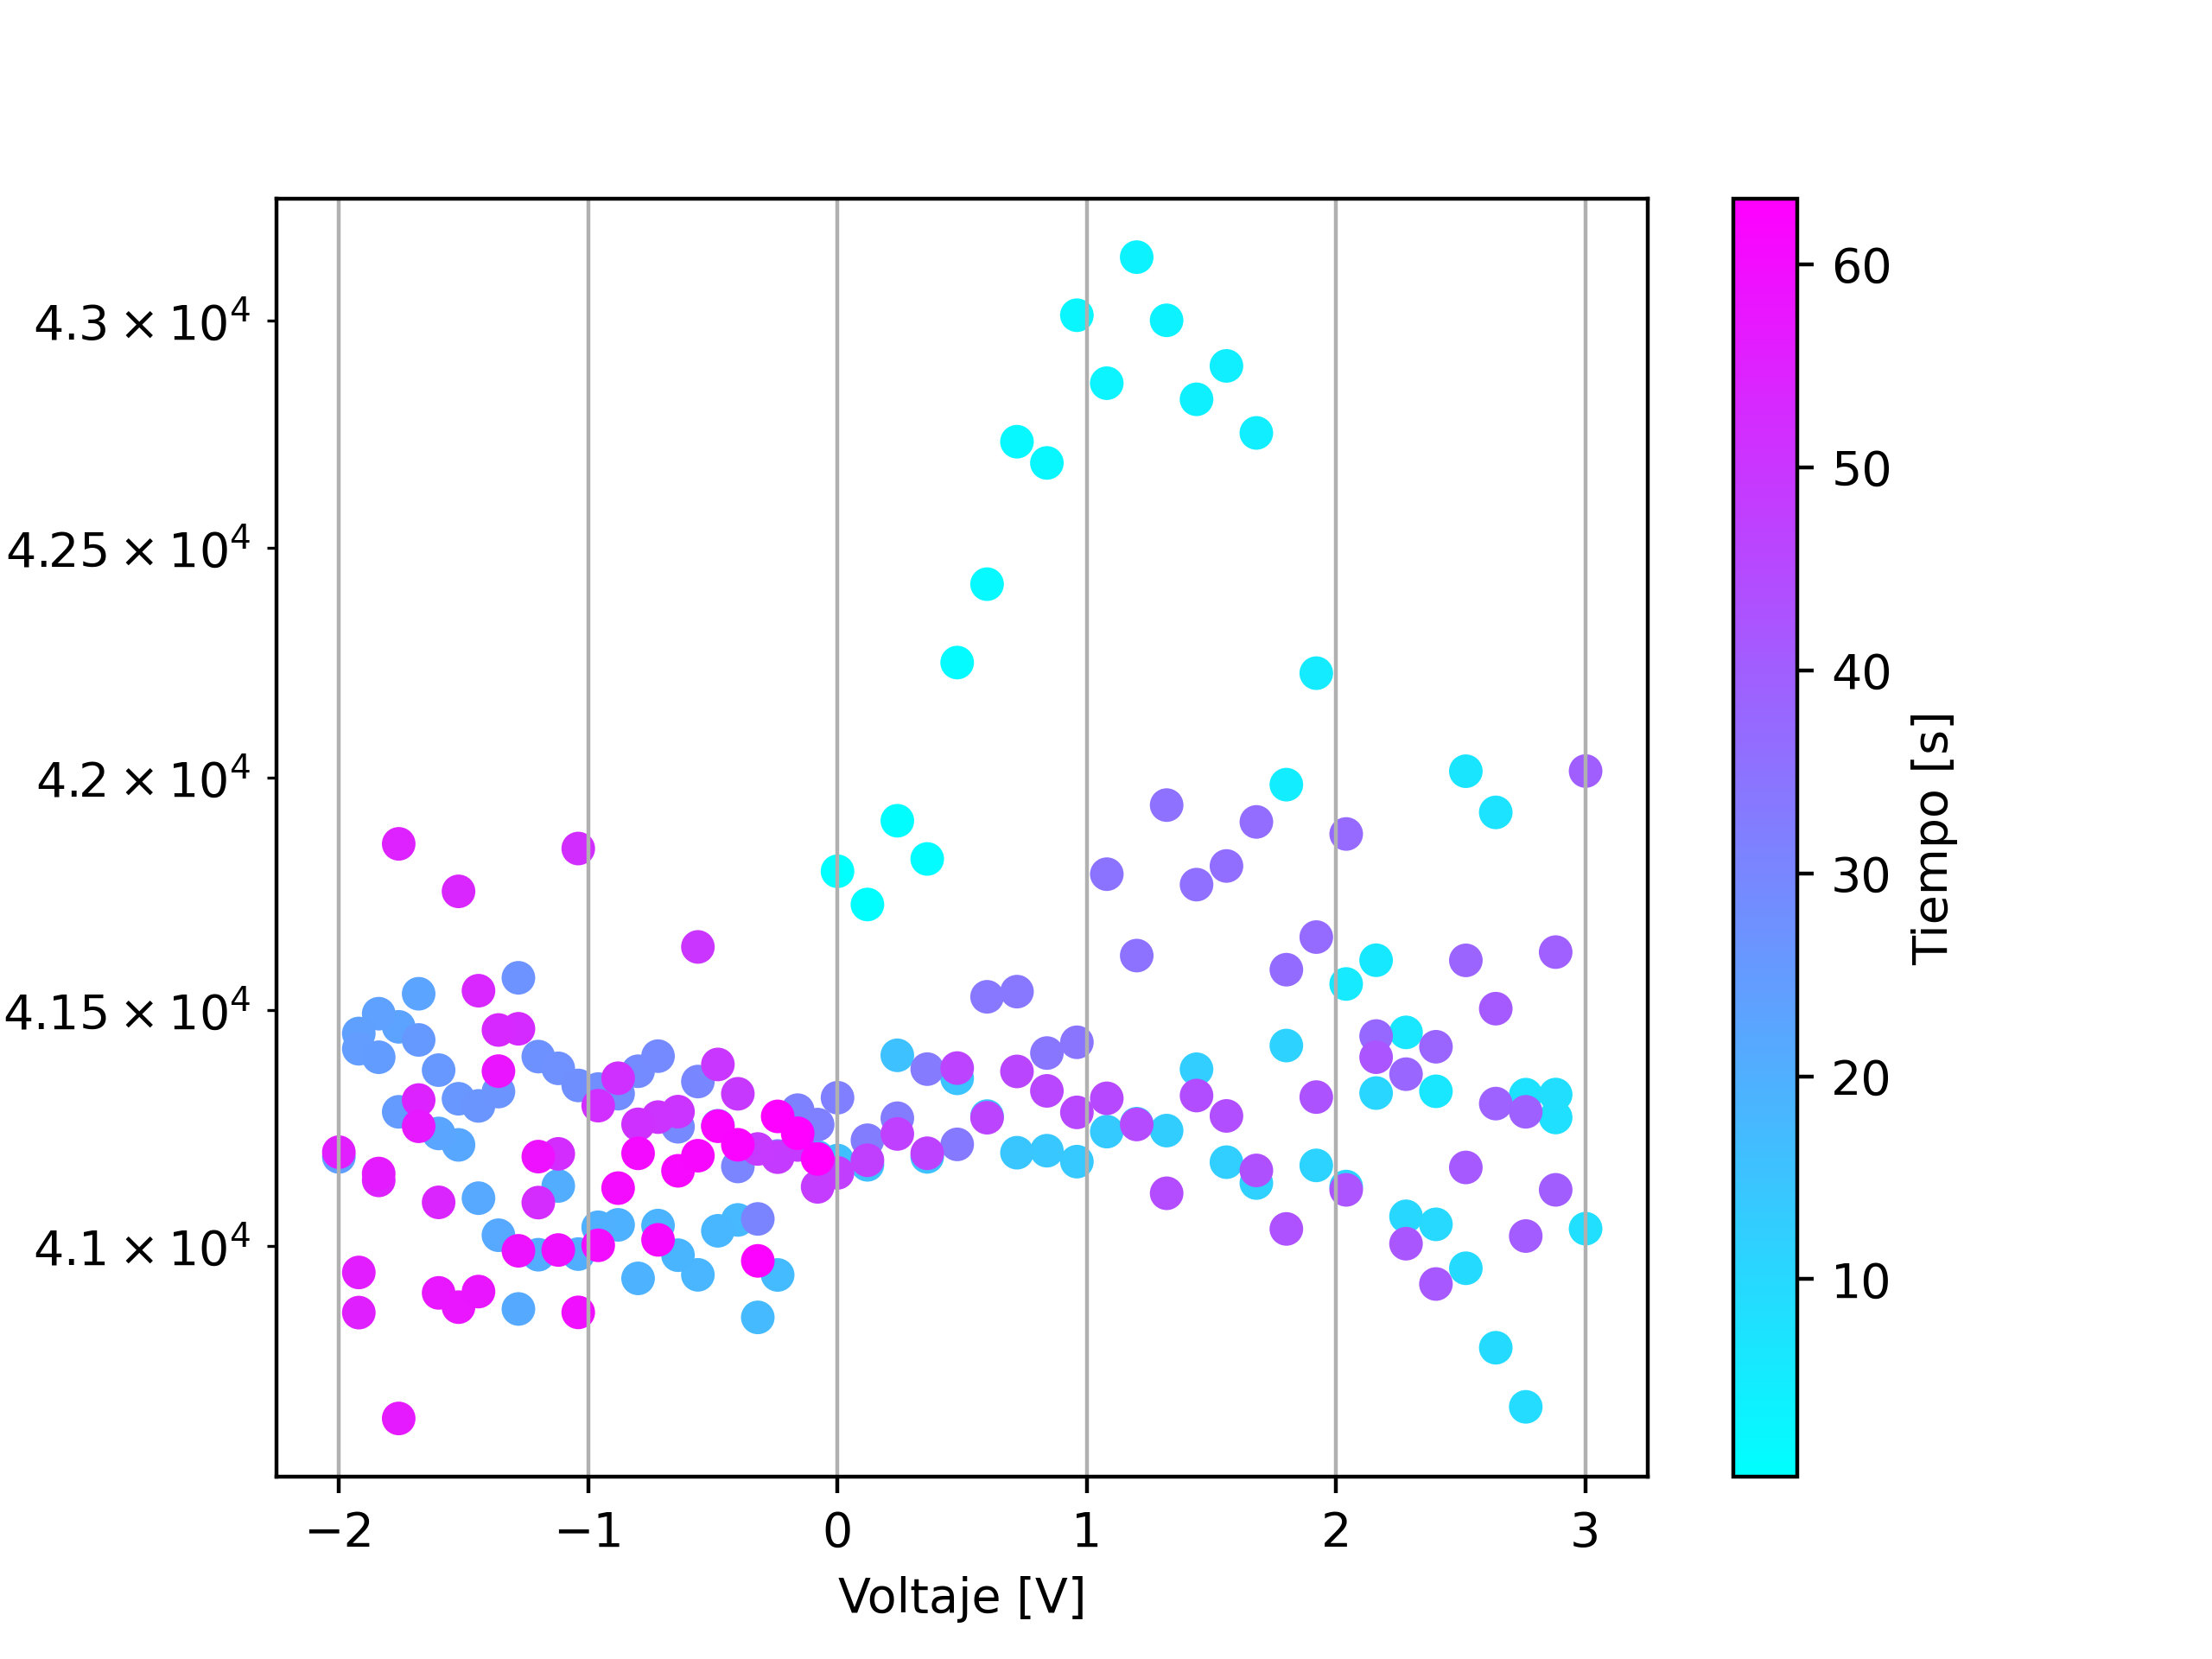 4.3 × 10⁴
4.25 × 10⁴
4.2 × 10⁴
4.15 × 10⁴
4.1 × 10⁴
−2 −1 0 1 2 3
Voltaje [V]
60
50
40
30
20
10
Tiempo [s]